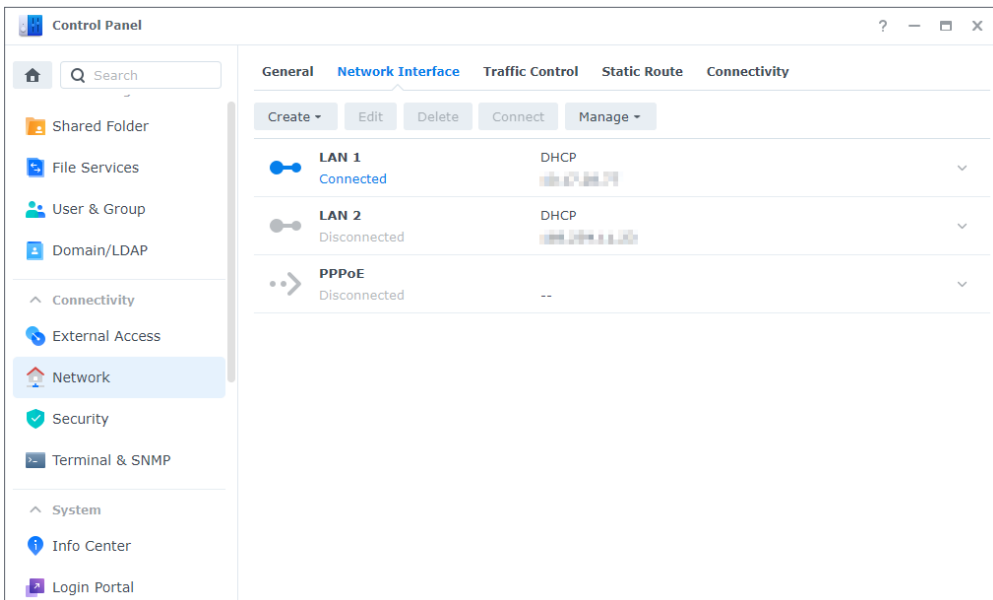 Control Panel
?
Search
Shared Folder
File Services
User & Group
Domain/LDAP
Connectivity
External Access
Network
Security
Terminal & SNMP
System
Info Center
Login Portal
General Network Interface Traffic Control Static Route Connectivity
Create Edit Delete Connect Manage
LAN 1 DHCP
Connected
LAN 2 DHCP
Disconnected
PPPoE
Disconnected --